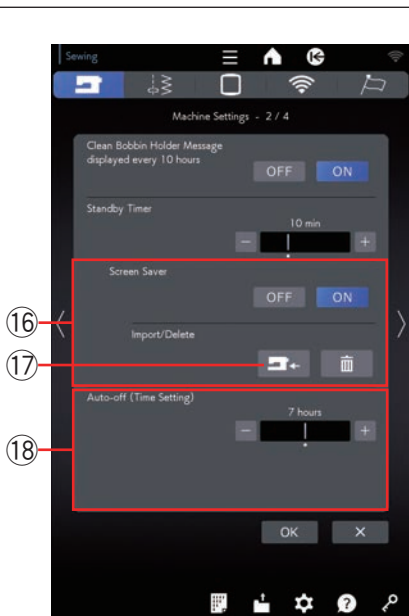 Sewing
Machine Settings - 2 / 4
Clean Bobbin Holder Message
displayed every 10 hours
OFF
ON
Standby Timer
10 min
− +
Screen Saver
OFF
ON
⑯
Import/Delete
⑰
Auto-off (Time Setting)
7 hours
− +
⑱
OK
×